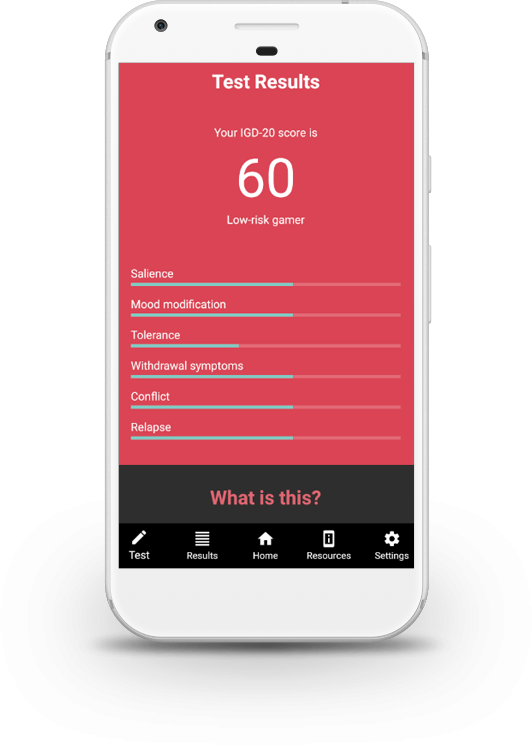 Test Results
Your IGD-20 score is
60
Low-risk gamer
Salience
Mood modification
Tolerance
Withdrawal symptoms
Conflict
Relapse
What is this?
Test Results Home Resources Settings